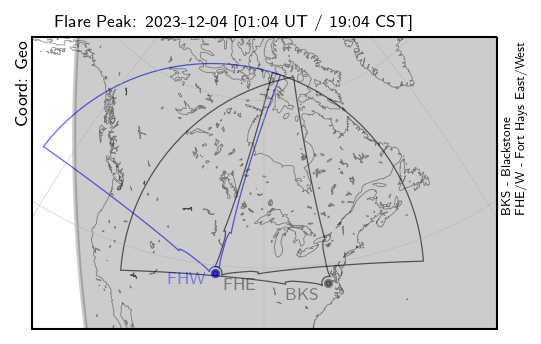 Flare Peak: 2023-12-04 [01:04 UT / 19:04 CST]
Coord: Geo
BKS - Blackstone
FHE/W - Fort Hays East/West
FHW
FHE
BKS